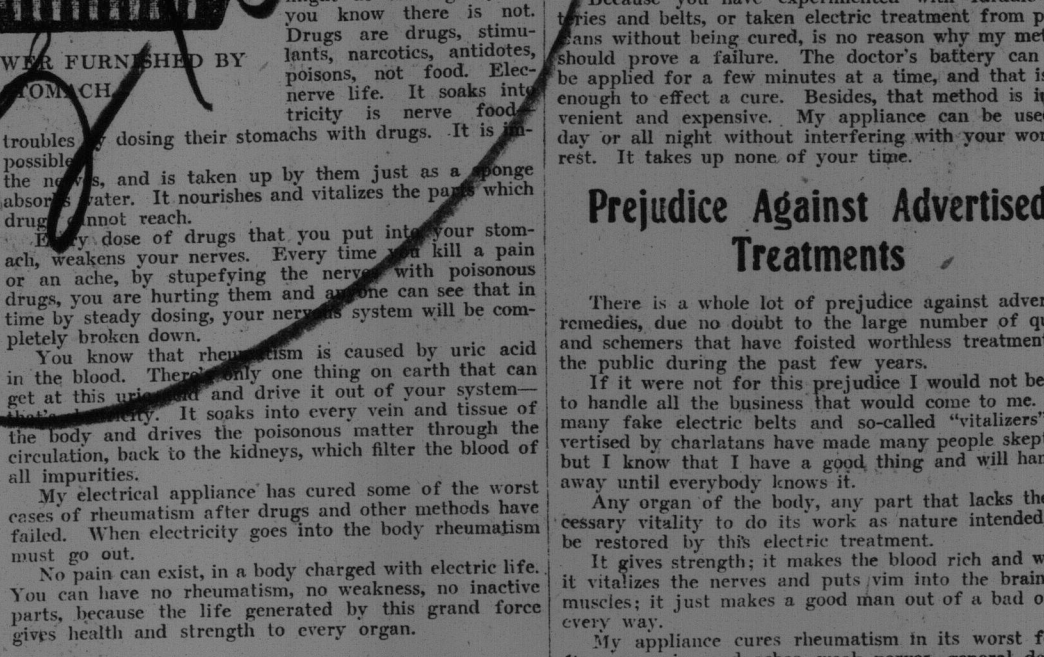 you know there is not.
Drugs are drugs, stimu-
lants, narcotics, antidotes,
poisons, not food. Elec-
nerve life. It soaks into
tricity is nerve food—
WER FURNISHED BY
TOMACH.
troubles by dosing their stomachs with drugs. It is im-
possible
the nerves, and is taken up by them just as a sponge
absorbs water. It nourishes and vitalizes the parts which
drugs cannot reach.
Every dose of drugs that you put into your stom-
ach, weakens your nerves. Every time you kill a pain
or an ache, by stupefying the nerves with poisonous
drugs, you are hurting them and anyone can see that in
time by steady dosing, your nervous system will be com-
pletely broken down.
You know that rheumatism is caused by uric acid
in the blood. There's only one thing on earth that can
get at this uric acid and drive it out of your system—
that's electricity. It soaks into every vein and tissue of
the body and drives the poisonous matter through the
circulation, back to the kidneys, which filter the blood of
all impurities.
My electrical appliance has cured some of the worst
cases of rheumatism after drugs and other methods have
failed. When electricity goes into the body rheumatism
must go out.
No pain can exist, in a body charged with electric life.
You can have no rheumatism, no weakness, no inactive
parts, because the life generated by this grand force
gives health and strength to every organ.
Because you have experimented with
teries and belts, or taken electric treatment from p
ans without being cured, is no reason why my met
should prove a failure. The doctor's battery can
be applied for a few minutes at a time, and that is
enough to effect a cure. Besides, that method is in
venient and expensive. My appliance can be use
day or all night without interfering with your wor
rest. It takes up none of your time.
Prejudice Against Advertised
Treatments
There is a whole lot of prejudice against adver
remedies, due no doubt to the large number of qu
and schemers that have foisted worthless treatment
the public during the past few years.
If it were not for this prejudice I would not be
to handle all the business that would come to me.
many fake electric belts and so-called "vitalizers"
vertised by charlatans have made many people skept
but I know that I have a good thing and will ham
away until everybody knows it.
Any organ of the body, any part that lacks the
cessary vitality to do its work as nature intended
be restored by this electric treatment.
It gives strength; it makes the blood rich and w
it vitalizes the nerves and puts vim into the brain
muscles; it just makes a good man out of a bad o
every way.
My appliance cures rheumatism in its worst f